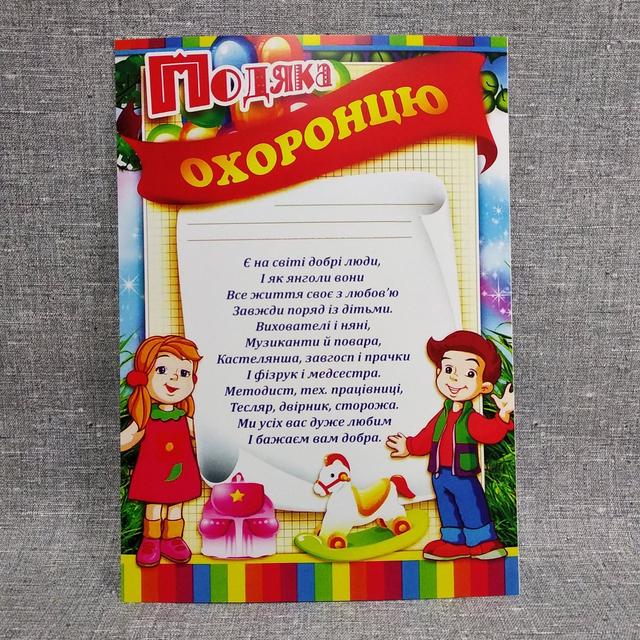 Подяка
ОХОРОНЦЮ
Є на світі добрі люди,
І як янголи вони
Все життя своє з любов'ю
Завжди поряд із дітьми.
Вихователі і няні,
Музиканти й повара,
Кастелянша, завгосп і прачки
І фізрук і медсестра.
Методист, тех. працівниці,
Тесляр, двірник, сторожа.
Ми усіх вас дуже любим
І бажаєм вам добра.